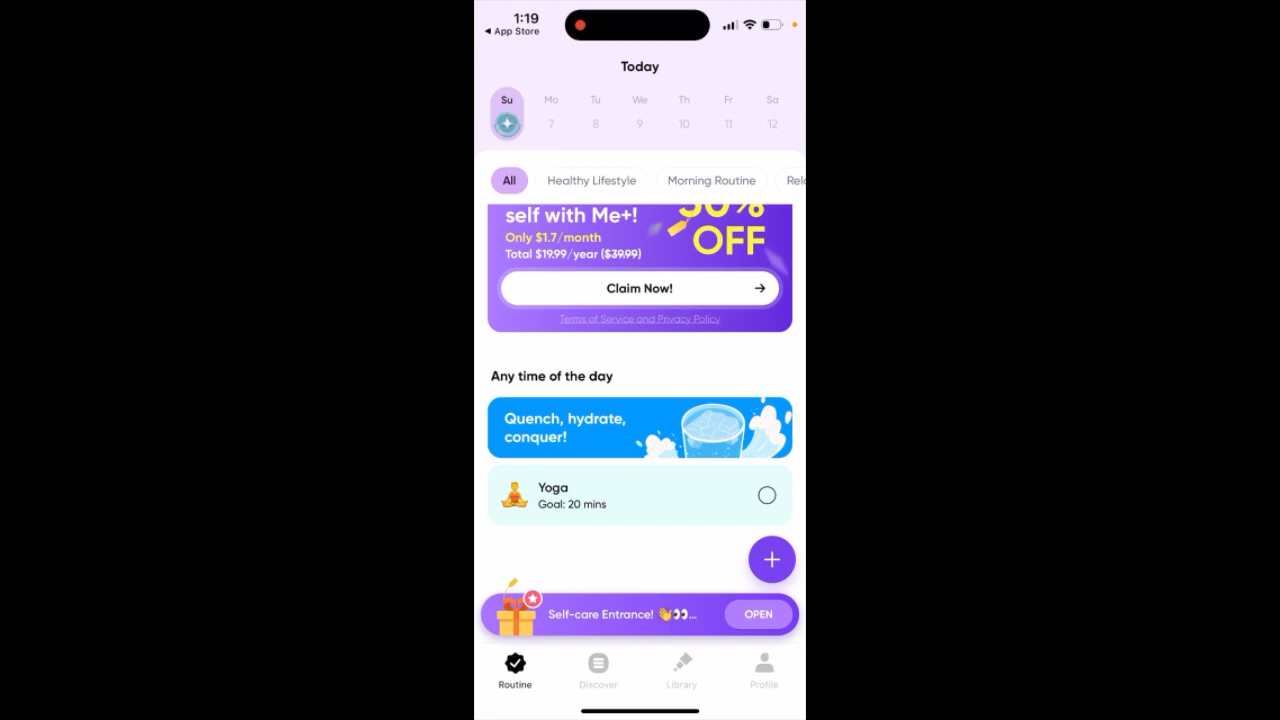 1:19
◀ App Store
Today
Su Mo Tu We Th Fr Sa
7 8 9 10 11 12
All Healthy Lifestyle Morning Routine
self with Me+!
Only $1.7/month
Total $19.99/year ($39.99)
OFF
Claim Now! →
Terms of Service and Privacy Policy
Any time of the day
Quench, hydrate,
conquer!
Yoga
Goal: 20 mins
+
Self-care Entrance! 👋👀...
OPEN
Routine Discover Library Profile